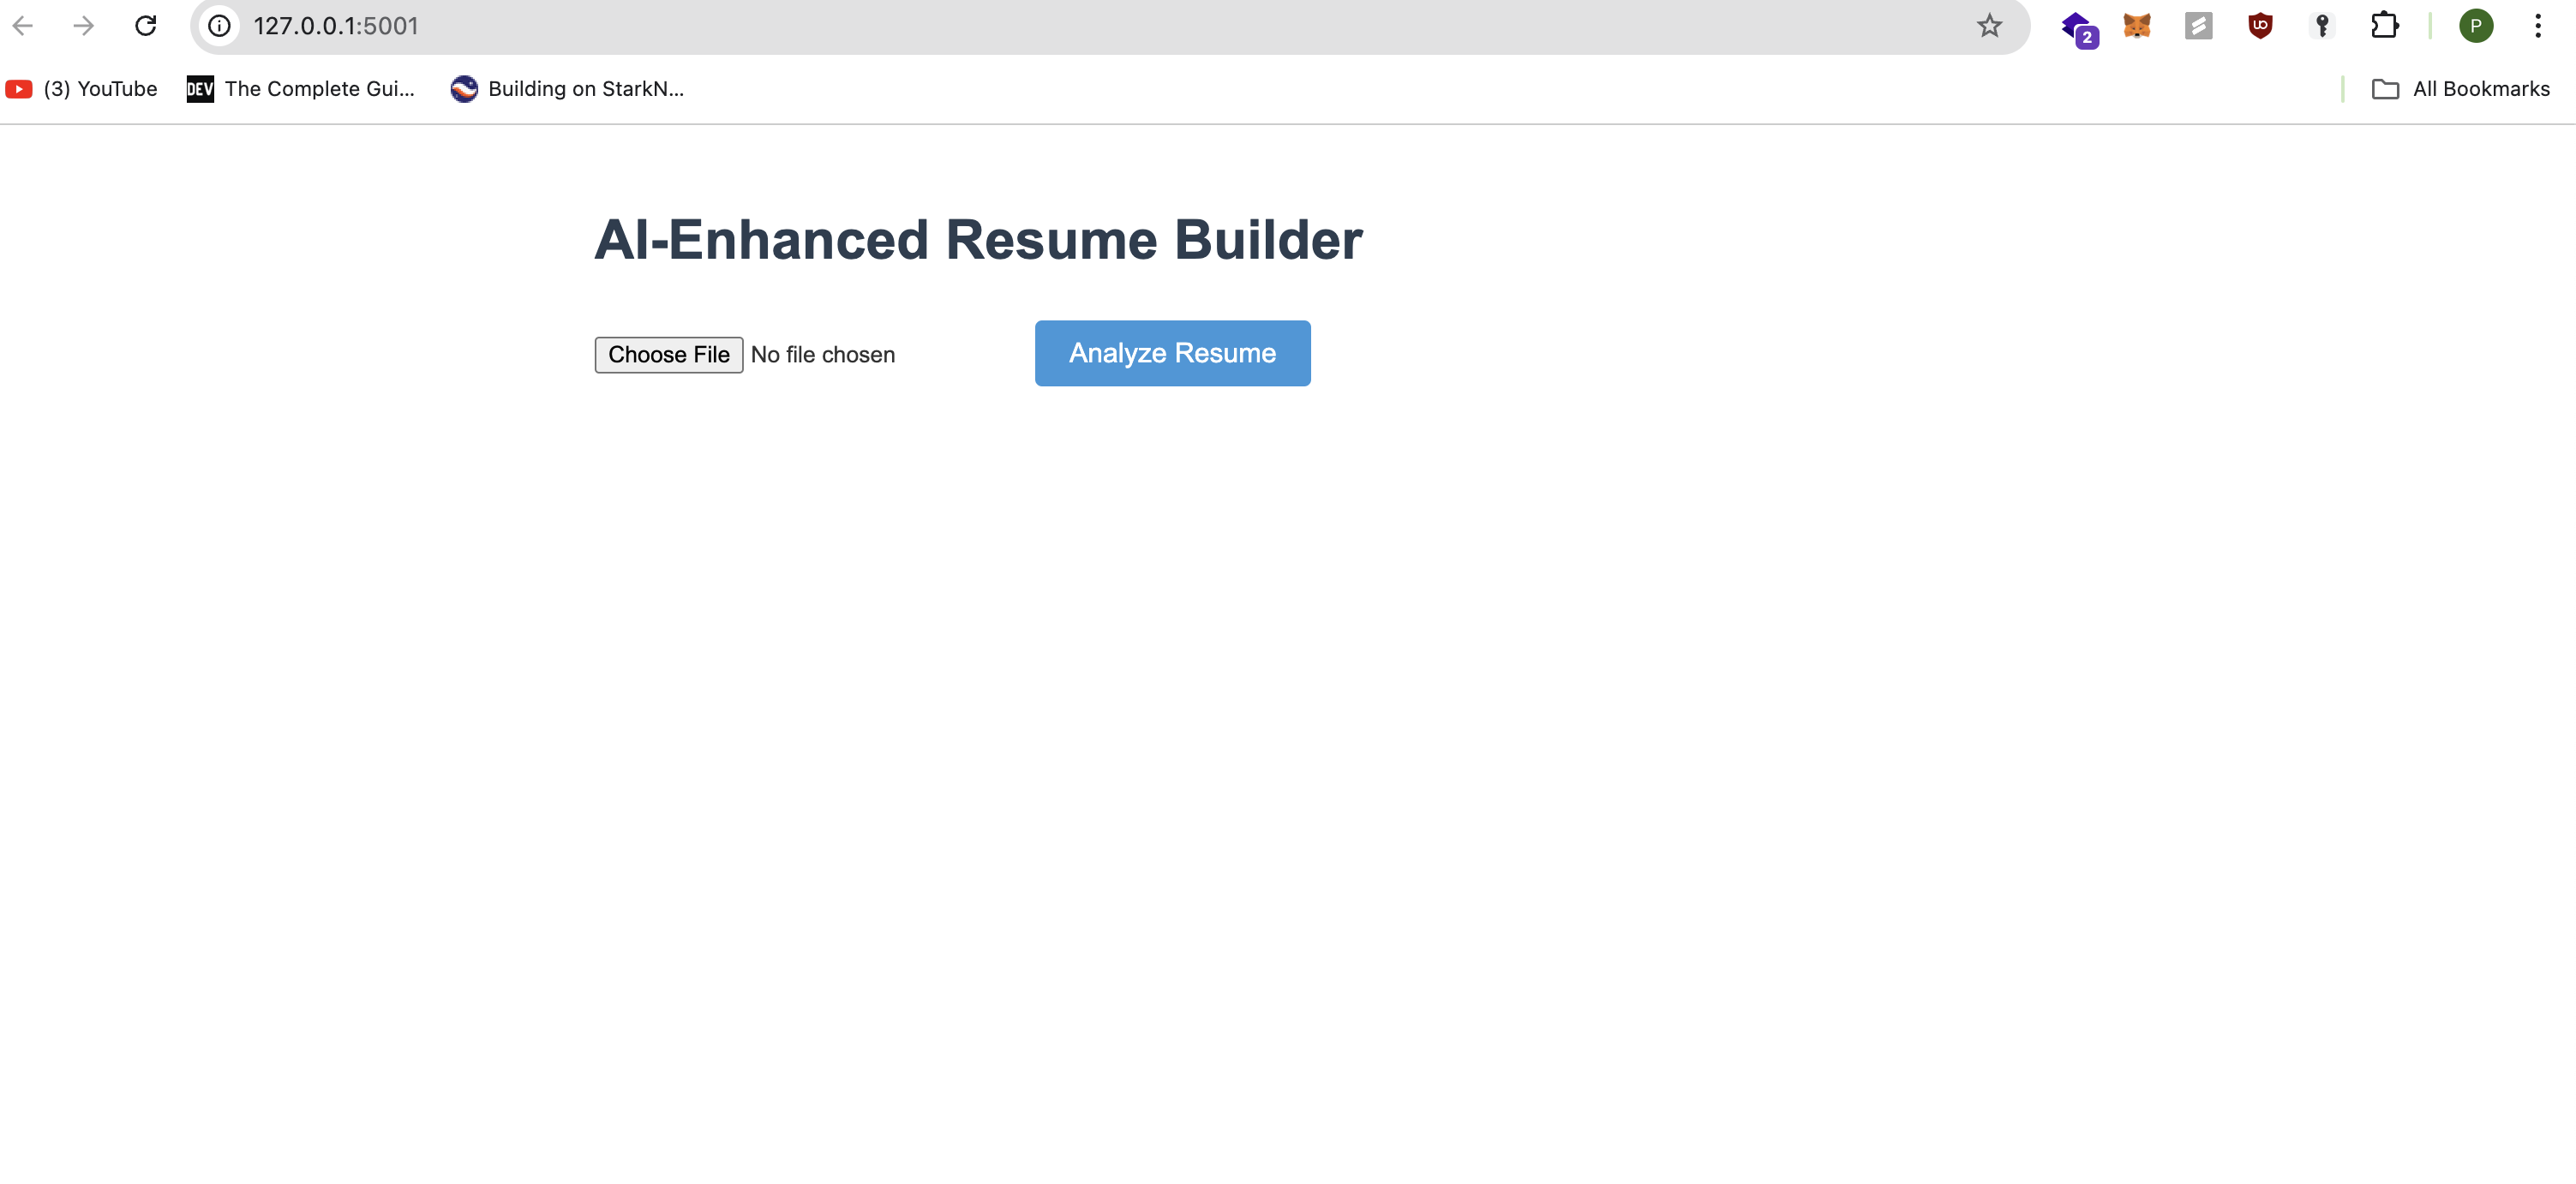 127.0.0.1:5001
2
P
(3) YouTube
DEV
The Complete Gui...
Building on StarkN...
All Bookmarks
AI-Enhanced Resume Builder
Choose File No file chosen
Analyze Resume